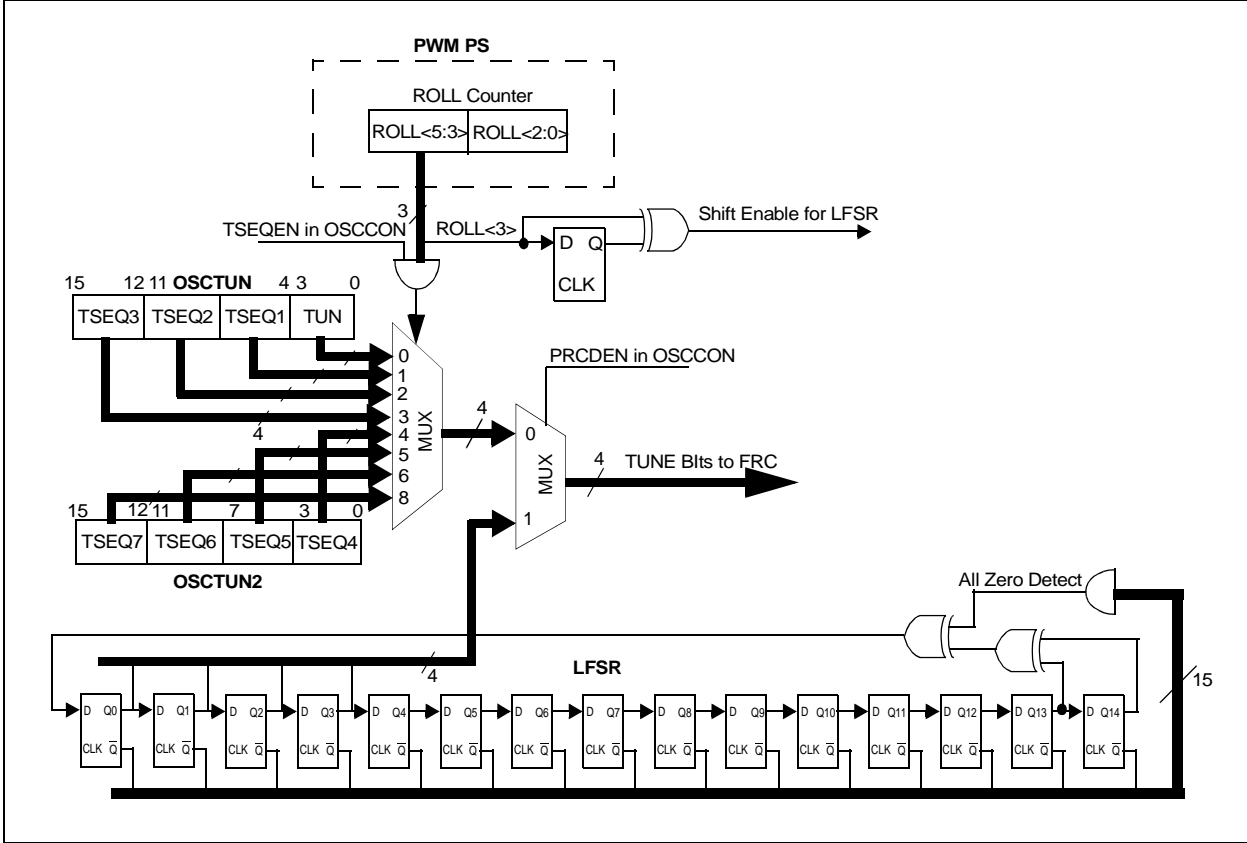 PWM PS
ROLL Counter
ROLL<5:3> ROLL<2:0>
3
TSEQEN in OSCCON
ROLL<3>
Shift Enable for LFSR
D Q
CLK
15 12 11 OSCTUN 4 3 0
TSEQ3 TSEQ2 TSEQ1 TUN
0
1
2
3
4
5
6
8
MUX
4
4
PRCDEN in OSCCON
0
1
MUX
4
TUNE BIts to FRC
15 12 11 7 3 0
TSEQ7 TSEQ6 TSEQ5 TSEQ4
OSCTUN2
All Zero Detect
4
LFSR
15
D Q0 D Q1 D Q2 D Q3 D Q4 D Q5 D Q6 D Q7 D Q8 D Q9 D Q10 D Q11 D Q12 D Q13 D Q14
CLK Q̅ CLK Q̅ CLK Q̅ CLK Q̅ CLK Q̅ CLK Q̅ CLK Q̅ CLK Q̅ CLK Q̅ CLK Q̅ CLK Q̅ CLK Q̅ CLK Q̅ CLK Q̅ CLK Q̅